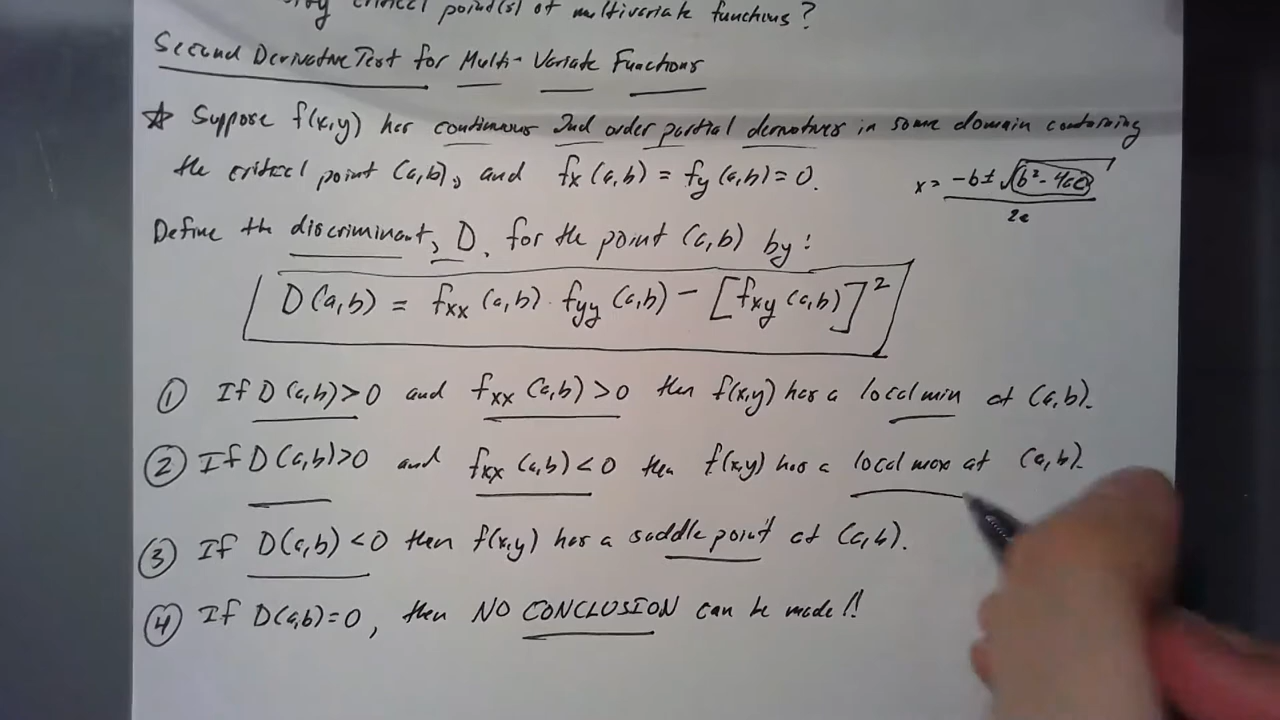 critical point(s) of multivariate functions?
Second Derivative Test for Multi-Variate Functions
☆ Suppose f(x,y) has continuous 2nd order partial derivatives in some domain containing
the critical point (a,b), and fx (a,b) = fy (a,b) = 0.
x = -b ± √(b² - 4ac) / 2a
Define the discriminant, D, for the point (a,b) by:
D(a,b) = fxx (a,b) · fyy (a,b) - [fxy (a,b)]²
① If D(a,b) > 0 and fxx (a,b) > 0 then f(x,y) has a local min at (a,b).
② If D(a,b) > 0 and fxx (a,b) < 0 then f(x,y) has a local max at (a,b).
③ If D(a,b) < 0 then f(x,y) has a saddle point at (a,b).
④ If D(a,b) = 0, then NO CONCLUSION can be made!!